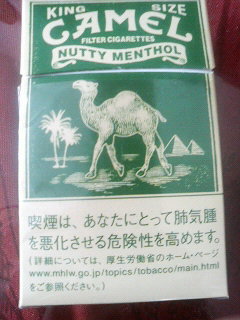 KING SIZE
CAMEL
FILTER CIGARETTES
NUTTY MENTHOL
喫煙は、あなたにとって肺気腫
を悪化させる危険性を高めます。
(詳細については、厚生労働省のホーム・ページ
www.mhlw.go.jp/topics/tobacco/main.html
をご参照ください。)